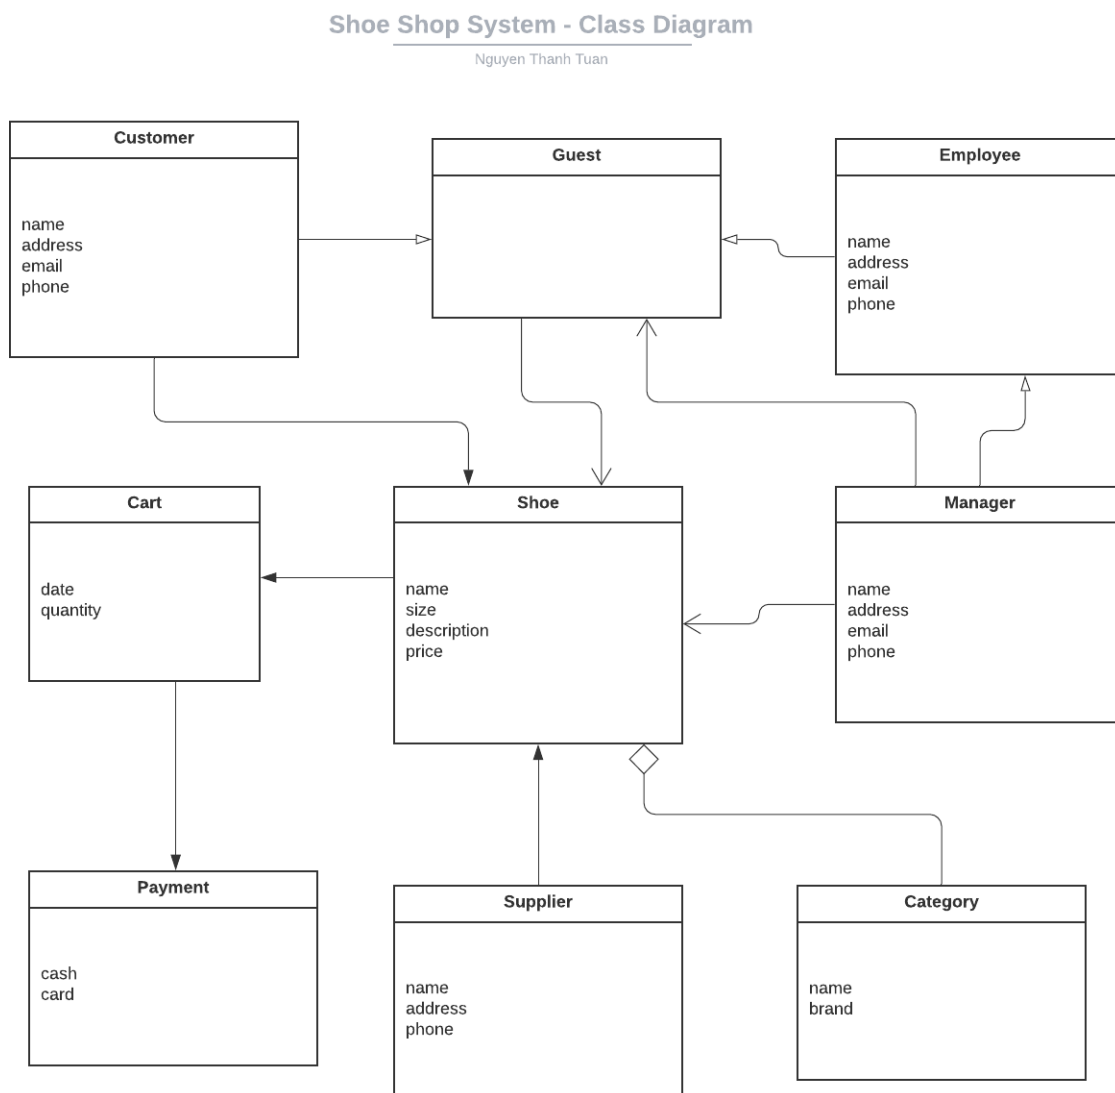 Shoe Shop System - Class Diagram
Nguyen Thanh Tuan
Customer
name
address
email
phone
Guest
Employee
name
address
email
phone
Cart
date
quantity
Shoe
name
size
description
price
Manager
name
address
email
phone
Payment
cash
card
Supplier
name
address
phone
Category
name
brand